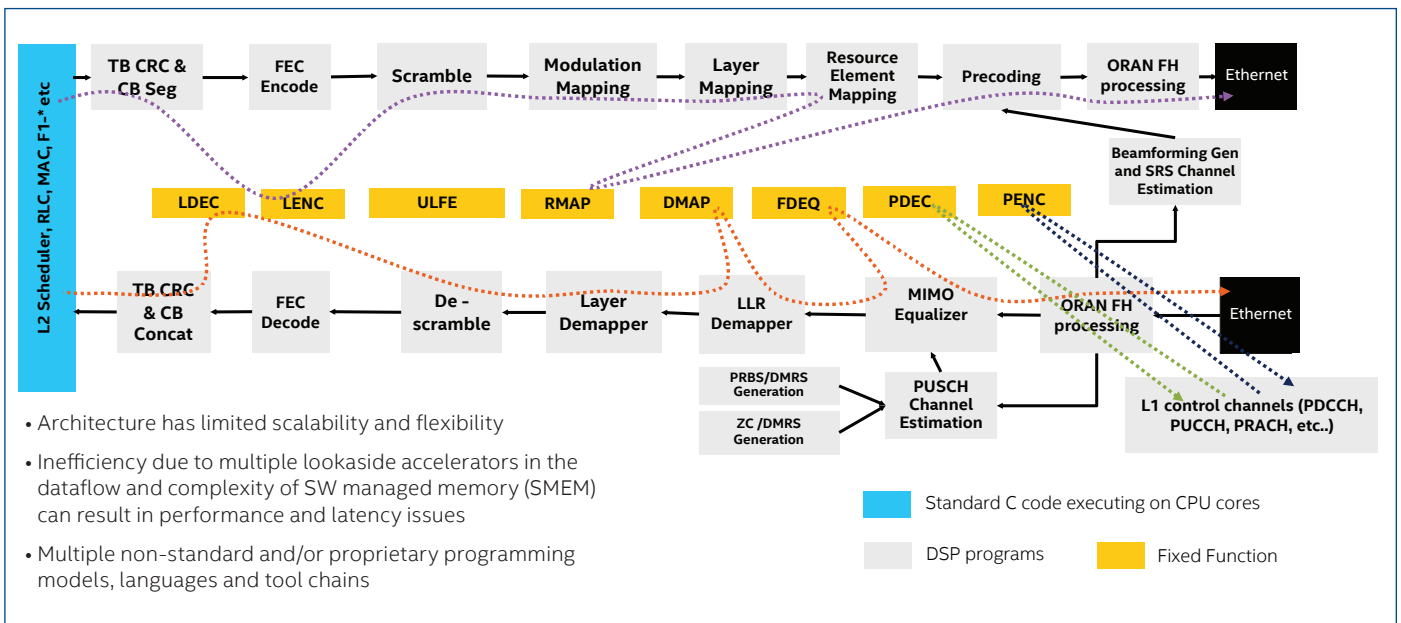 L2 Scheduler, RLC, MAC, F1-* etc
TB CRC &
CB Seg
FEC
Encode
Scramble
Modulation
Mapping
Layer
Mapping
Resource
Element
Mapping
Precoding
ORAN FH
processing
Ethernet
Beamforming Gen
and SRS Channel
Estimation
LDEC
LENC
ULFE
RMAP
DMAP
FDEQ
PDEC
PENC
TB CRC
& CB
Concat
FEC
Decode
De -
scramble
Layer
Demapper
LLR
Demapper
MIMO
Equalizer
ORAN FH
processing
Ethernet
PRBS/DMRS
Generation
ZC /DMRS
Generation
PUSCH
Channel
Estimation
L1 control channels (PDCCH,
PUCCH, PRACH, etc..)
• Architecture has limited scalability and flexibility
• Inefficiency due to multiple lookaside accelerators in the
dataflow and complexity of SW managed memory (SMEM)
can result in performance and latency issues
• Multiple non-standard and/or proprietary programming
models, languages and tool chains
Standard C code executing on CPU cores
DSP programs
Fixed Function